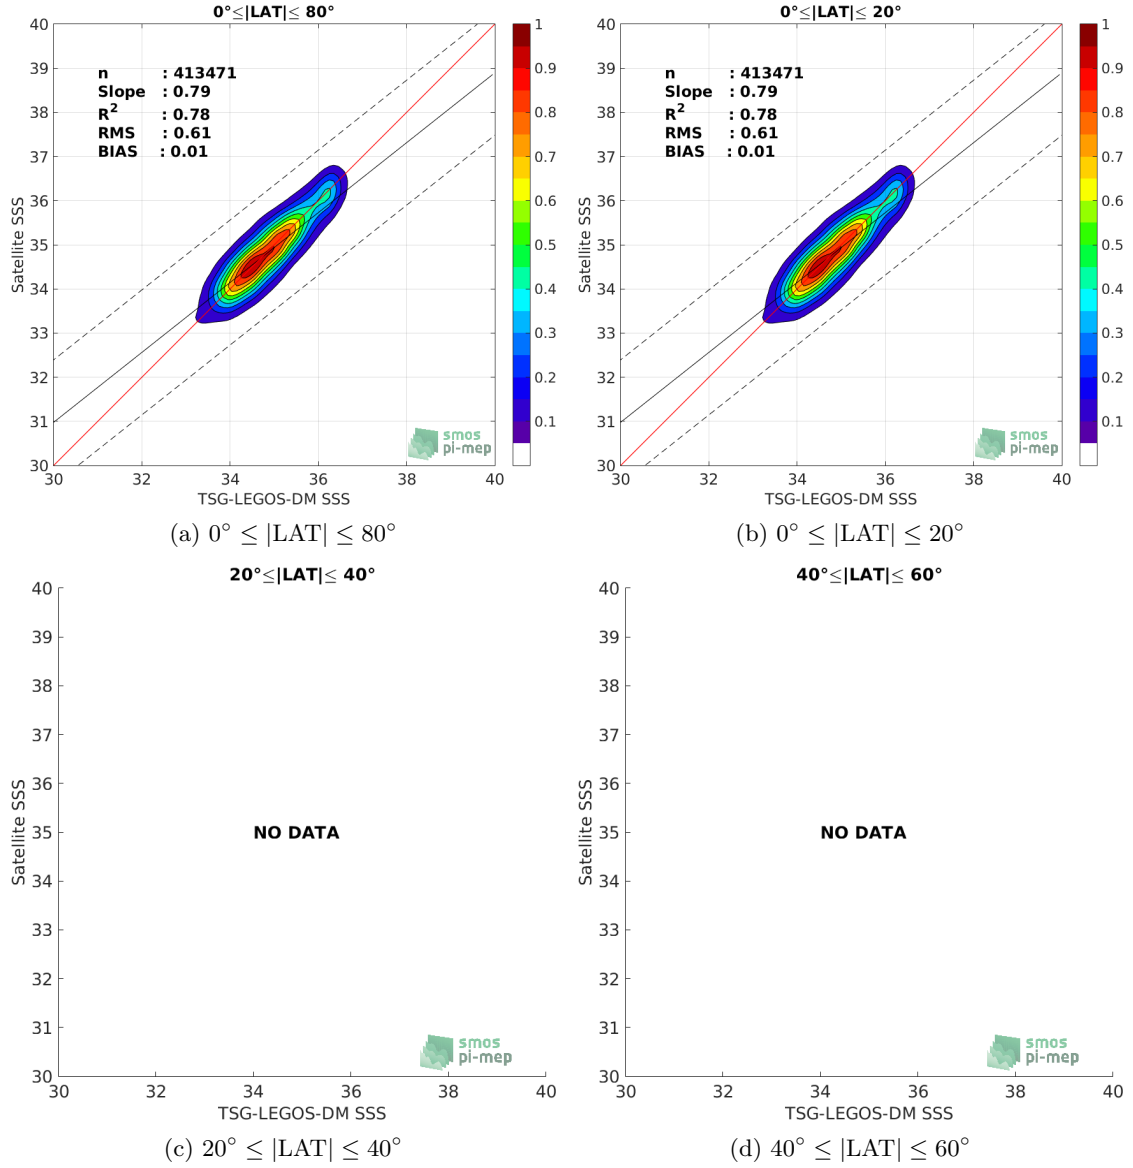 0°≤|LAT|≤ 80°
40
39
38
37
36
35
34
33
32
31
30
Satellite SSS
n : 413471
Slope : 0.79
R² : 0.78
RMS : 0.61
BIAS : 0.01
smos
pi-mep
30 32 34 36 38 40
TSG-LEGOS-DM SSS
1
0.9
0.8
0.7
0.6
0.5
0.4
0.3
0.2
0.1
(a) 0° ≤ |LAT| ≤ 80°
0°≤|LAT|≤ 20°
40
39
38
37
36
35
34
33
32
31
30
Satellite SSS
n : 413471
Slope : 0.79
R² : 0.78
RMS : 0.61
BIAS : 0.01
smos
pi-mep
30 32 34 36 38 40
TSG-LEGOS-DM SSS
1
0.9
0.8
0.7
0.6
0.5
0.4
0.3
0.2
0.1
(b) 0° ≤ |LAT| ≤ 20°
20°≤|LAT|≤ 40°
40
39
38
37
36
35
34
33
32
31
30
Satellite SSS
NO DATA
smos
pi-mep
30 32 34 36 38 40
TSG-LEGOS-DM SSS
(c) 20° ≤ |LAT| ≤ 40°
40°≤|LAT|≤ 60°
40
39
38
37
36
35
34
33
32
31
30
Satellite SSS
NO DATA
smos
pi-mep
30 32 34 36 38 40
TSG-LEGOS-DM SSS
(d) 40° ≤ |LAT| ≤ 60°